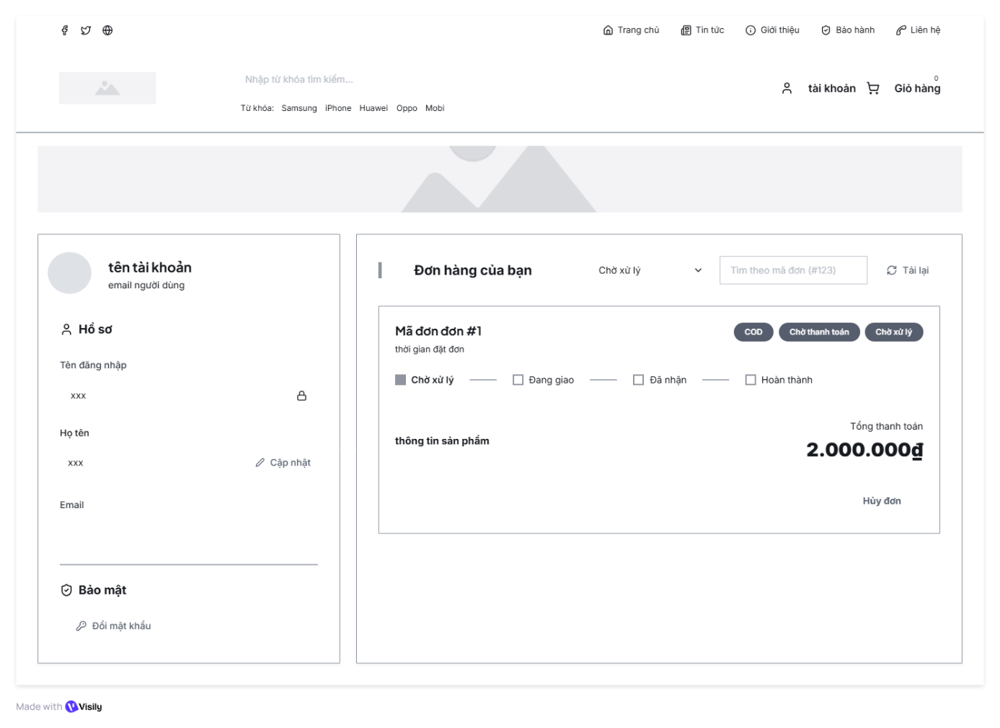 Trang chủ Tin tức Giới thiệu Bảo hành Liên hệ
Nhập từ khóa tìm kiếm...
0
tài khoản Giỏ hàng
Từ khóa: Samsung iPhone Huawei Oppo Mobi
tên tài khoản
email người dùng
Hồ sơ
Tên đăng nhập
xxx
Họ tên
xxx Cập nhật
Email
Bảo mật
Đổi mật khẩu
Đơn hàng của bạn Chờ xử lý Tìm theo mã đơn (#123) Tải lại
Mã đơn đơn #1 COD Chờ thanh toán Chờ xử lý
thời gian đặt đơn
Chờ xử lý Đang giao Đã nhận Hoàn thành
Tổng thanh toán
thông tin sản phẩm
2.000.000₫
Hủy đơn
Made with Visily